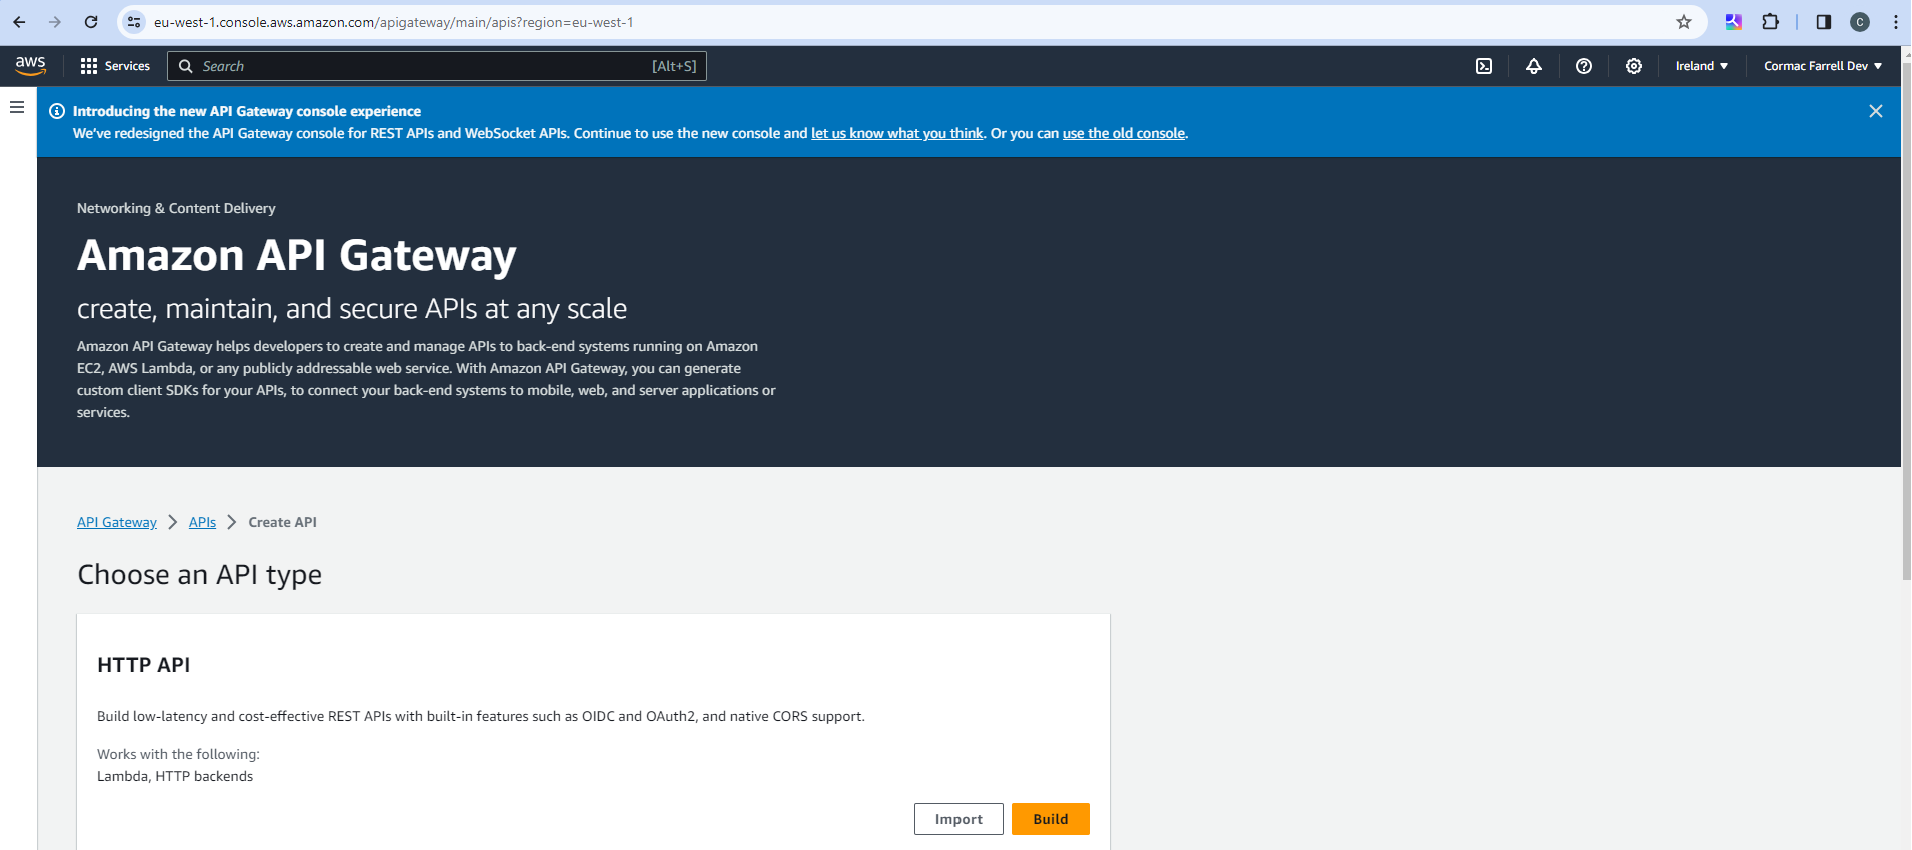 eu-west-1.console.aws.amazon.com/apigateway/main/apis?region=eu-west-1
C
aws
Services
Search
[Alt+S]
Ireland
Cormac Farrell Dev
Introducing the new API Gateway console experience
We've redesigned the API Gateway console for REST APIs and WebSocket APIs. Continue to use the new console and let us know what you think. Or you can use the old console.
Networking & Content Delivery
Amazon API Gateway
create, maintain, and secure APIs at any scale
Amazon API Gateway helps developers to create and manage APIs to back-end systems running on Amazon
EC2, AWS Lambda, or any publicly addressable web service. With Amazon API Gateway, you can generate
custom client SDKs for your APIs, to connect your back-end systems to mobile, web, and server applications or
services.
API Gateway > APIs > Create API
Choose an API type
HTTP API
Build low-latency and cost-effective REST APIs with built-in features such as OIDC and OAuth2, and native CORS support.
Works with the following:
Lambda, HTTP backends
Import
Build